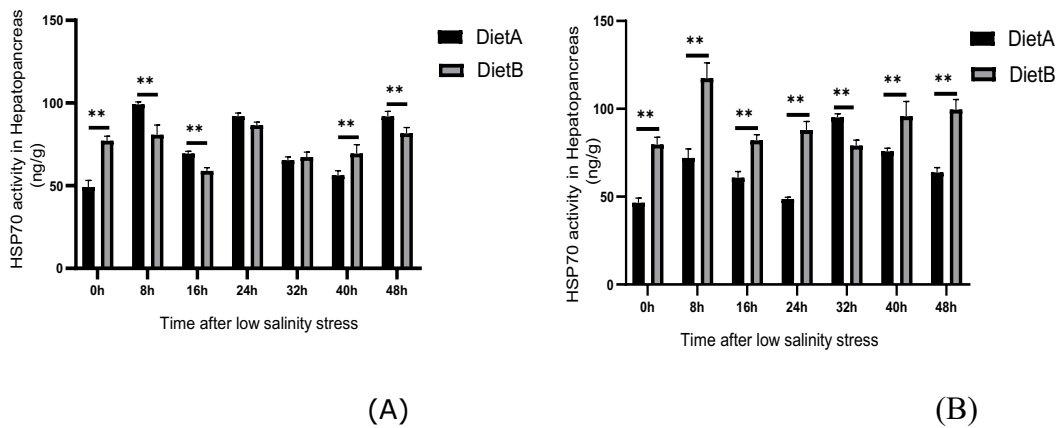 HSP70 activity in Hepatopancreas
(ng/g)
150
100
50
0
** ** ** ** **
0h 8h 16h 24h 32h 40h 48h
Time after low salinity stress
DietA
DietB
(A)
HSP70 activity in Hepatopancreas
(ng/g)
150
100
50
0
** ** ** ** ** ** **
0h 8h 16h 24h 32h 40h 48h
Time after low salinity stress
DietA
DietB
(B)